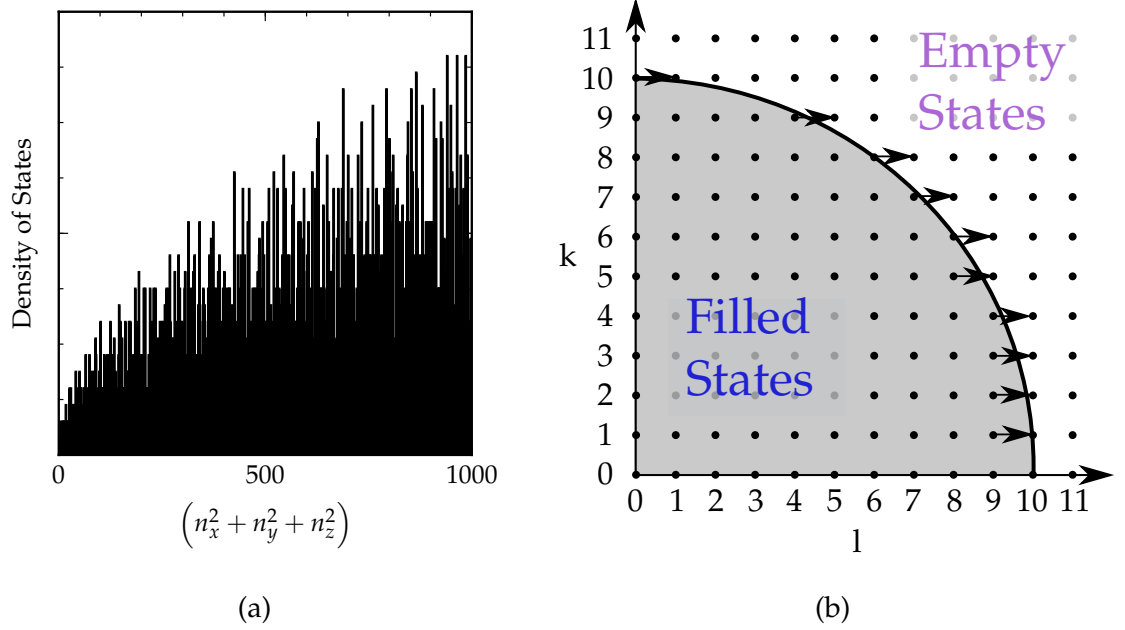 Density of States
0
500
1000
(n_x^2 + n_y^2 + n_z^2)
(a)
11
10
9
8
7
6
5
4
3
2
1
0
k
Empty
States
Filled
States
0 1 2 3 4 5 6 7 8 9 10 11
l
(b)